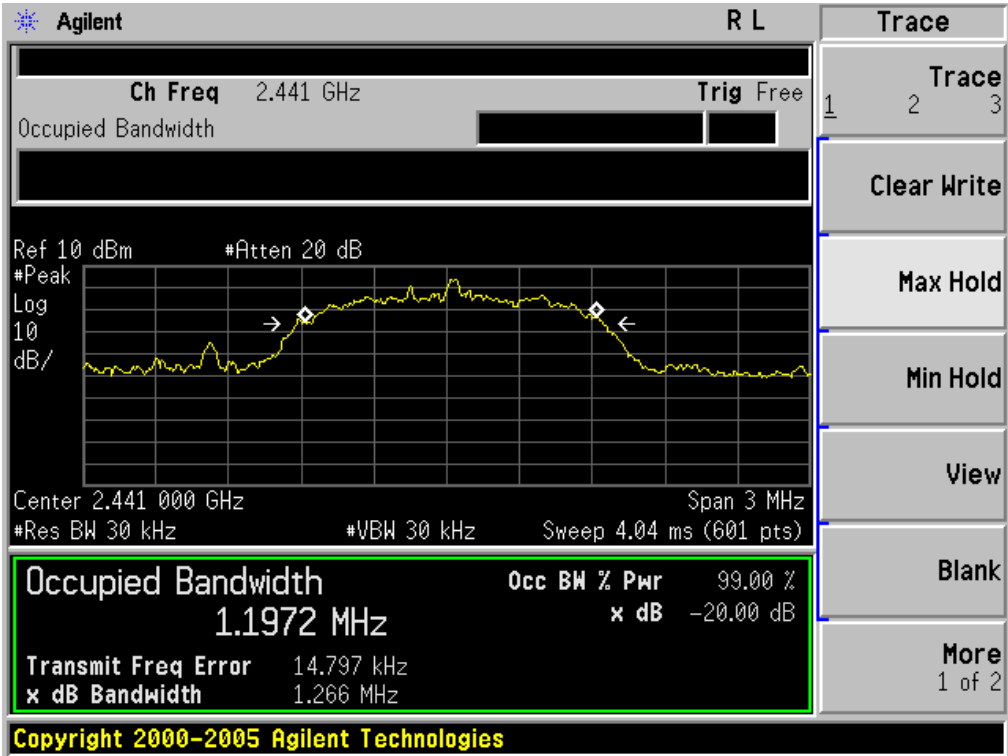 Agilent R L Trace
Ch Freq 2.441 GHz Trig Free
Occupied Bandwidth
Trace
1 2 3
Clear Write
Max Hold
Min Hold
View
Blank
More
1 of 2
Ref 10 dBm #Atten 20 dB
#Peak
Log
10
dB/
Center 2.441 000 GHz Span 3 MHz
#Res BW 30 kHz #VBW 30 kHz Sweep 4.04 ms (601 pts)
Occupied Bandwidth
1.1972 MHz
Occ BW % Pwr 99.00 %
x dB -20.00 dB
Transmit Freq Error 14.797 kHz
x dB Bandwidth 1.266 MHz
Copyright 2000-2005 Agilent Technologies